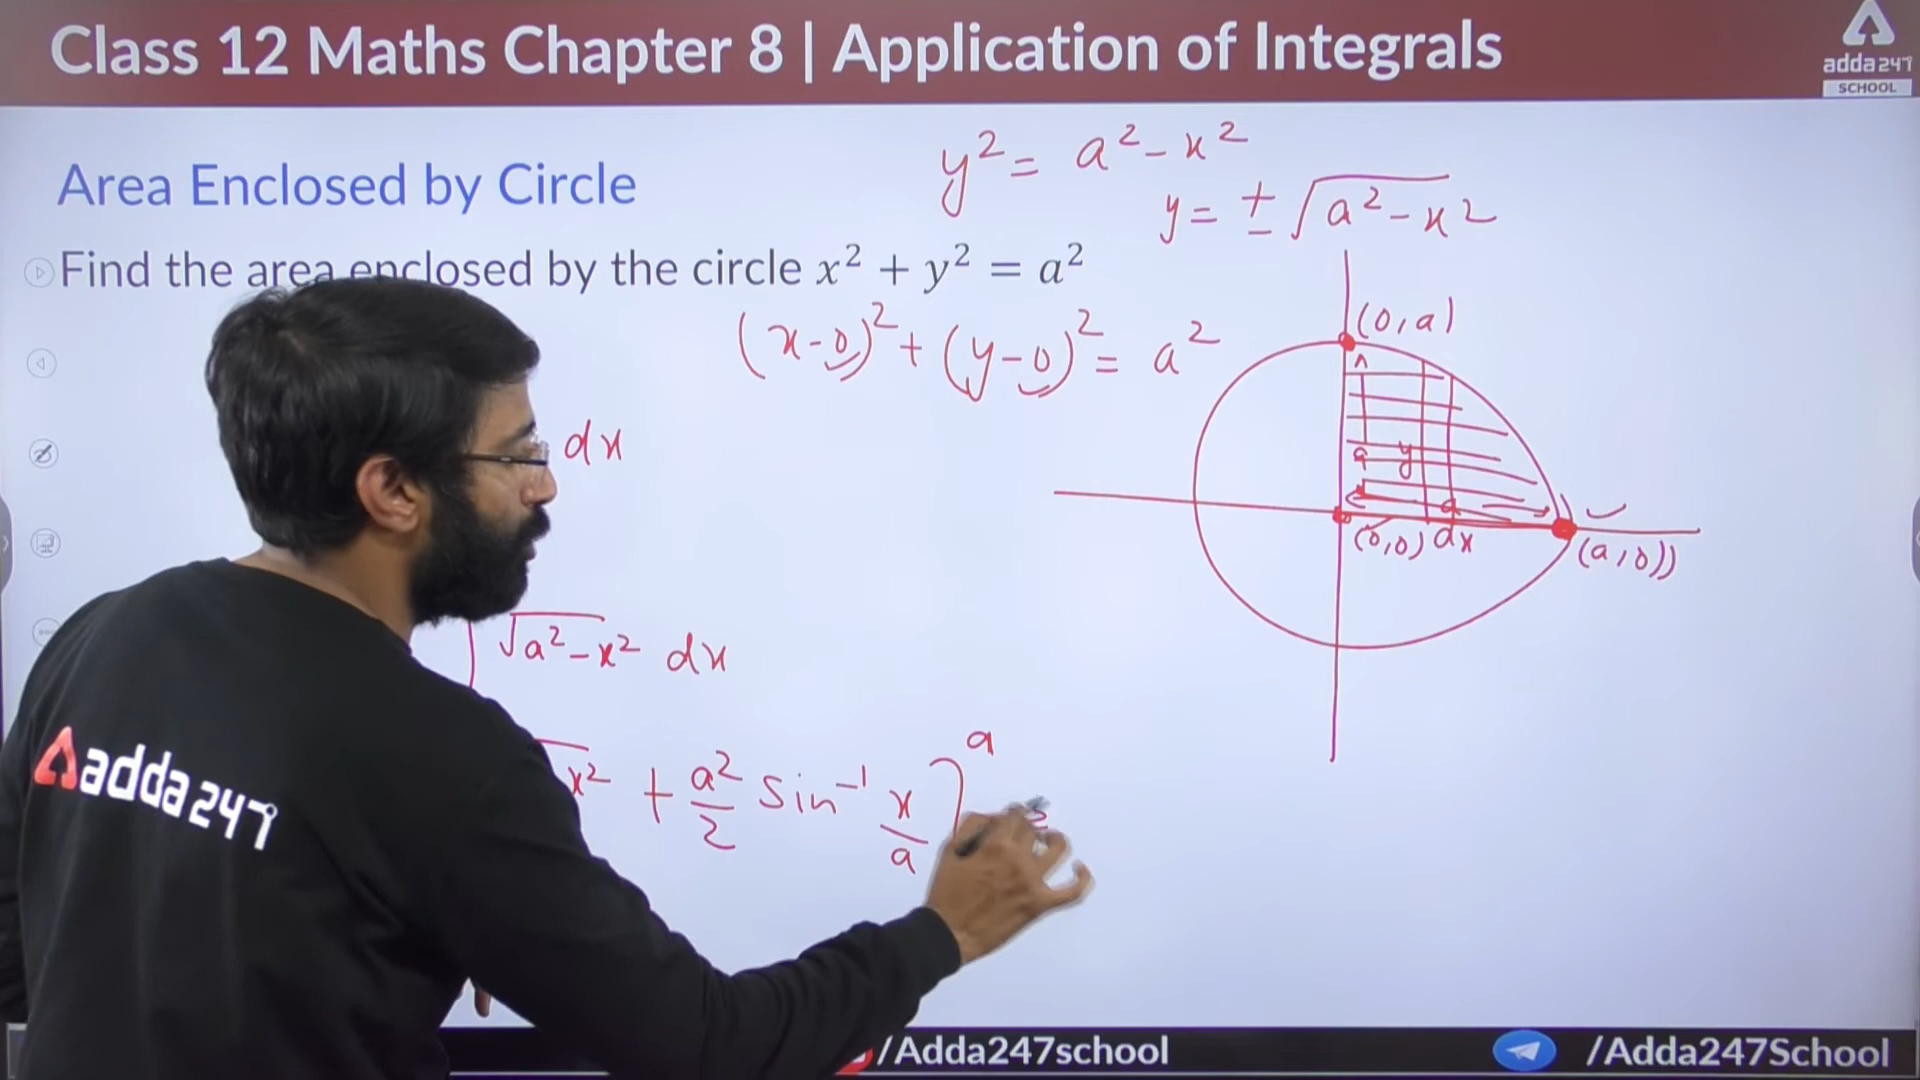 Class 12 Maths Chapter 8 | Application of Integrals
adda247
SCHOOL
y² = a² - x²
Area Enclosed by Circle
y = ± √a² - x²
Find the area enclosed by the circle x² + y² = a²
(0, a)
(x-0)² + (y-0)² = a²
dx
a
y
a
(0,0) dx
(a, 0))
√a² - x² dx
x² + a²/2 sin⁻¹ x/a ] a
adda247
/Adda247school
/Adda247School